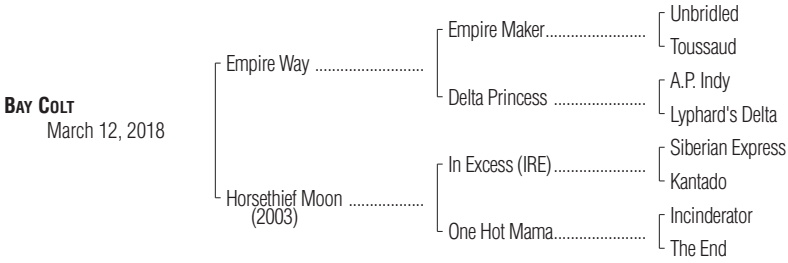 Unbridled
Empire Maker.......................
Toussaud
Empire Way ..........................
A.P. Indy
Delta Princess ......................
Lyphard's Delta
BAY COLT
March 12, 2018
Siberian Express
In Excess (IRE)......................
Kantado
Horsethief Moon ..................
(2003)
Incinderator
One Hot Mama......................
The End